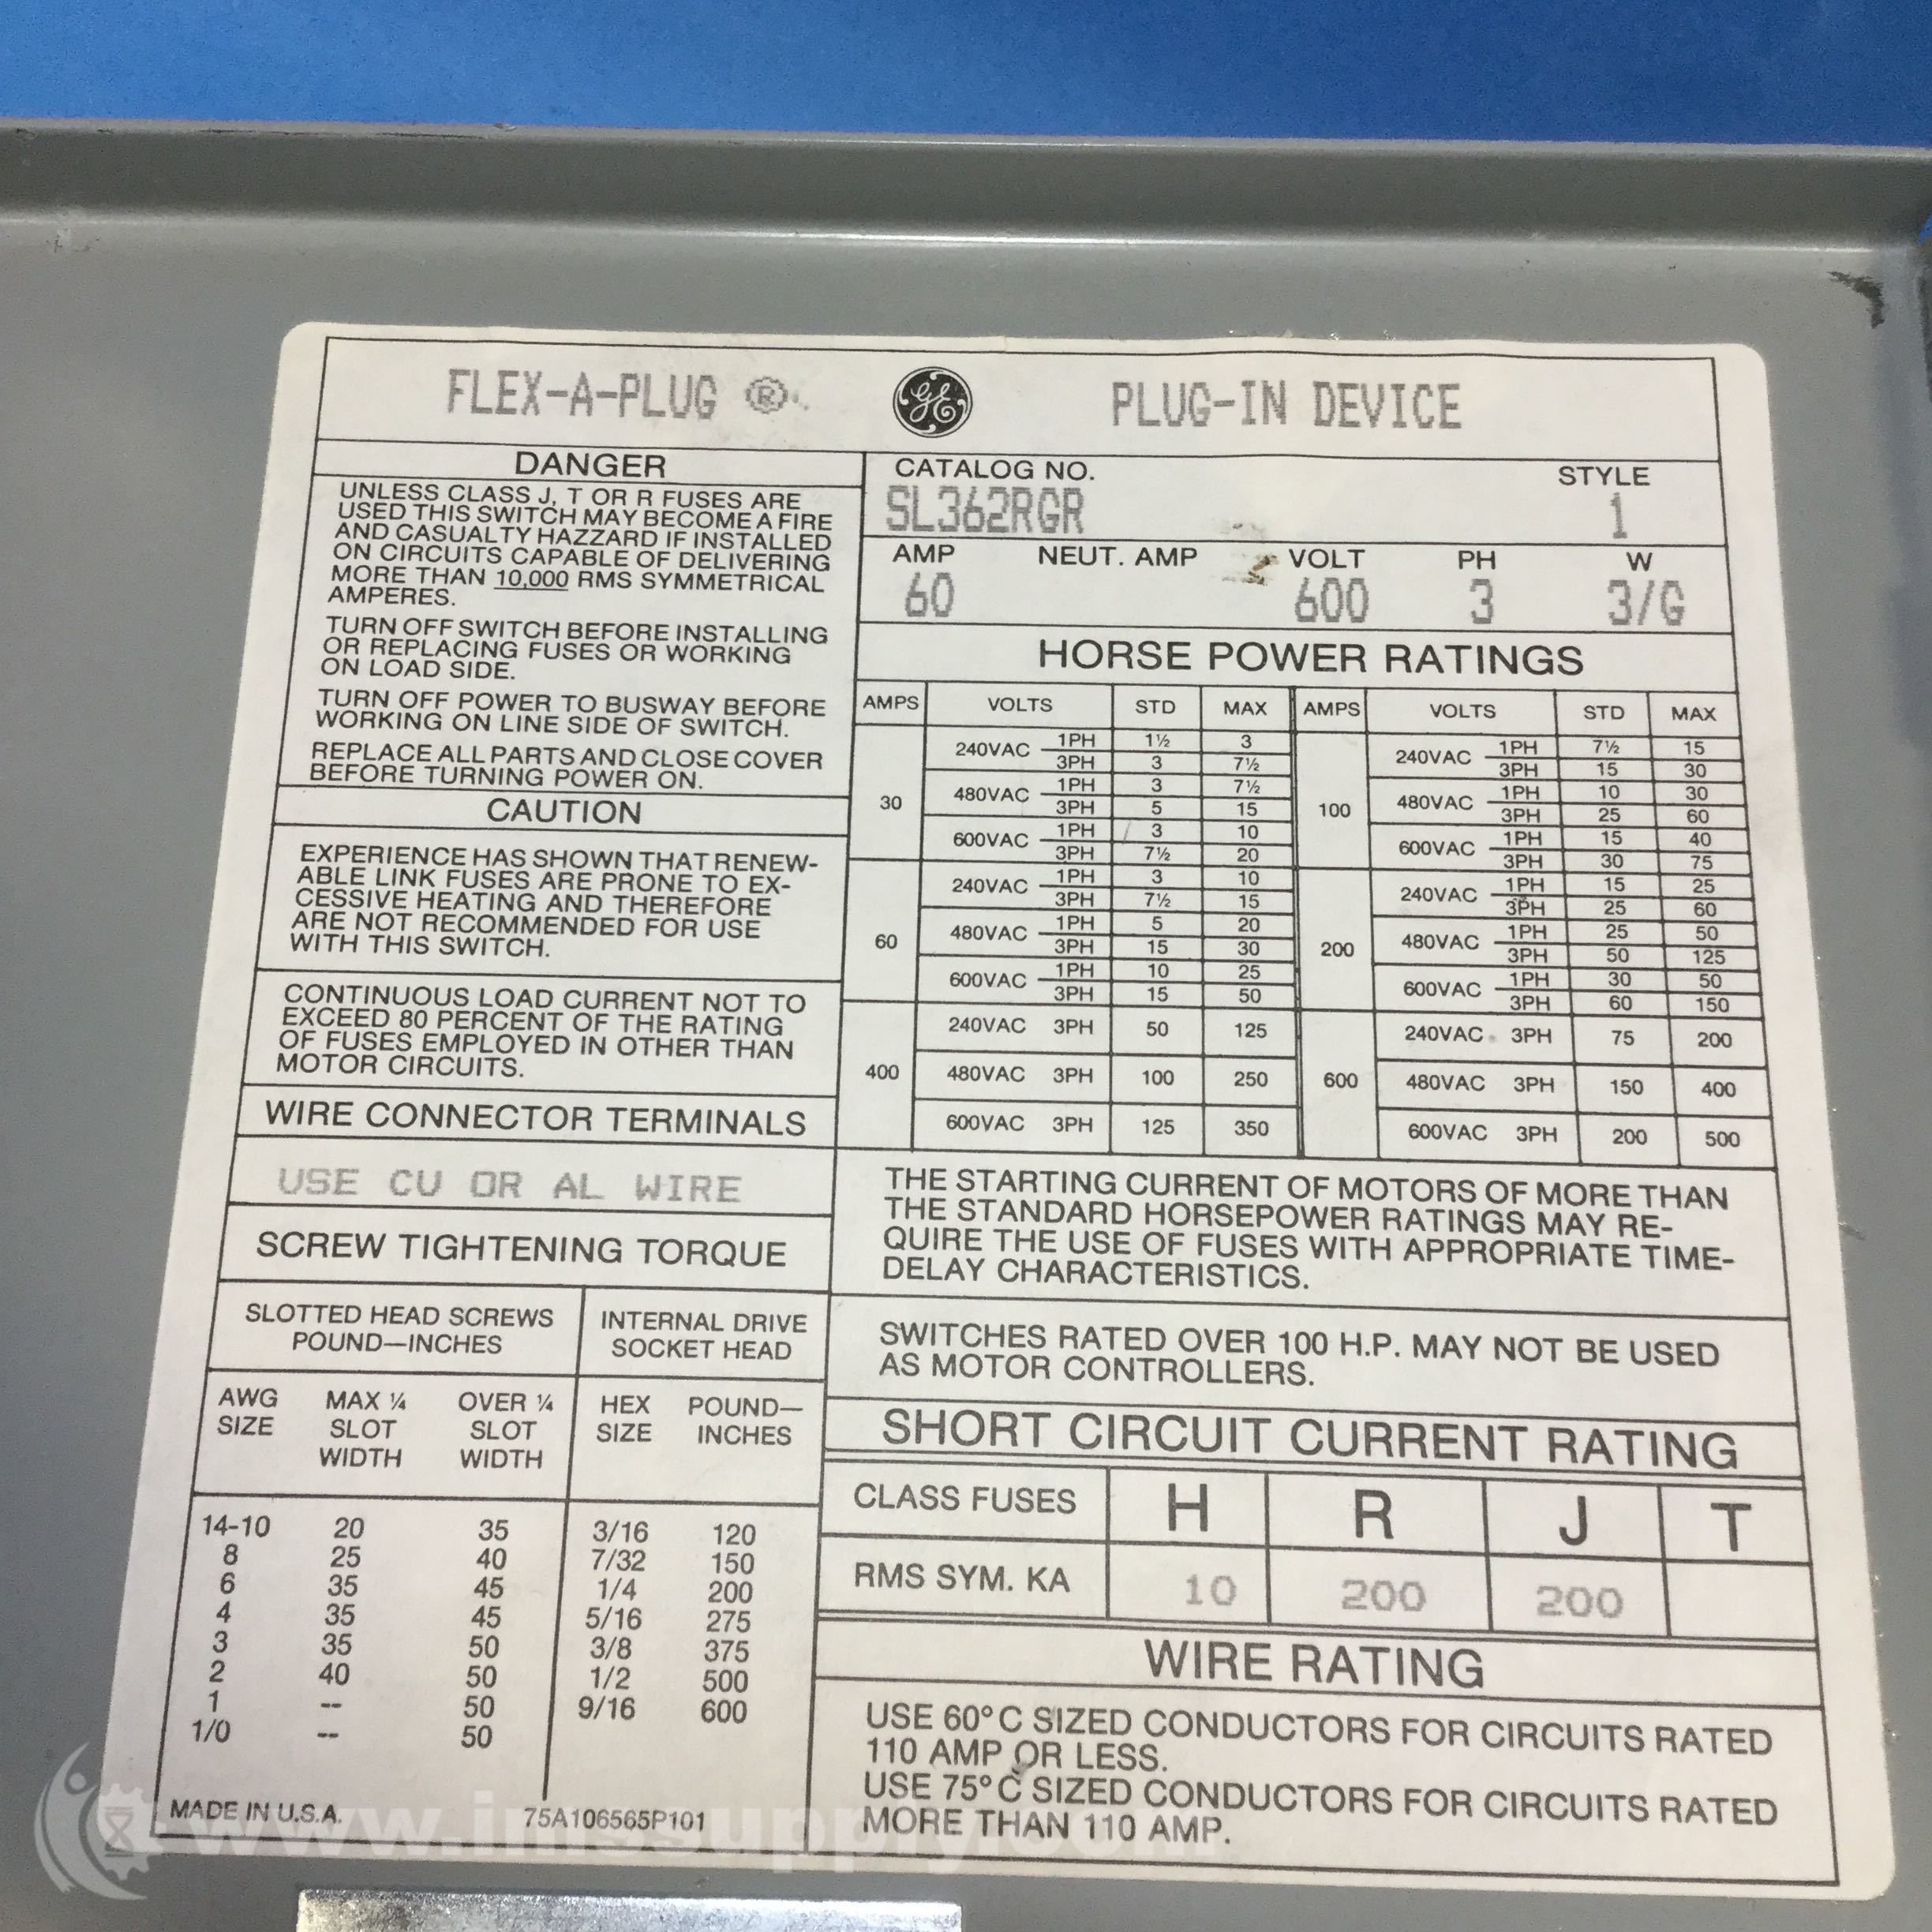 FLEX-A-PLUG ® GE PLUG-IN DEVICE
DANGER
UNLESS CLASS J, T OR R FUSES ARE
USED THIS SWITCH MAY BECOME A FIRE
AND CASUALTY HAZZARD IF INSTALLED
ON CIRCUITS CAPABLE OF DELIVERING
MORE THAN 10,000 RMS SYMMETRICAL
AMPERES.
TURN OFF SWITCH BEFORE INSTALLING
OR REPLACING FUSES OR WORKING
ON LOAD SIDE.
TURN OFF POWER TO BUSWAY BEFORE
WORKING ON LINE SIDE OF SWITCH.
REPLACE ALL PARTS AND CLOSE COVER
BEFORE TURNING POWER ON.
CAUTION
EXPERIENCE HAS SHOWN THAT RENEW-
ABLE LINK FUSES ARE PRONE TO EX-
CESSIVE HEATING AND THEREFORE
ARE NOT RECOMMENDED FOR USE
WITH THIS SWITCH.
CONTINUOUS LOAD CURRENT NOT TO
EXCEED 80 PERCENT OF THE RATING
OF FUSES EMPLOYED IN OTHER THAN
MOTOR CIRCUITS.
WIRE CONNECTOR TERMINALS
USE CU OR AL WIRE
SCREW TIGHTENING TORQUE
SLOTTED HEAD SCREWS
POUND—INCHES
INTERNAL DRIVE
SOCKET HEAD
AWG MAX ¼ OVER ¼ HEX POUND—
SIZE SLOT SLOT SIZE INCHES
WIDTH WIDTH
14-10 20 35 3/16 120
8 25 40 7/32 150
6 35 45 1/4 200
4 35 45 5/16 275
3 35 50 3/8 375
2 40 50 1/2 500
1 -- 50 9/16 600
1/0 -- 50
MADE IN U.S.A. 75A106565P101
CATALOG NO. STYLE
SL362RGR 1
AMP NEUT. AMP VOLT PH W
60 600 3 3/G
HORSE POWER RATINGS
AMPS VOLTS STD MAX AMPS VOLTS STD MAX
30 240VAC 1PH 1½ 3 100 240VAC 1PH 7½ 15
3PH 3 7½ 3PH 15 30
480VAC 1PH 3 7½ 480VAC 1PH 10 30
3PH 5 15 3PH 25 60
600VAC 1PH 3 10 600VAC 1PH 15 40
3PH 7½ 20 3PH 30 75
60 240VAC 1PH 3 10 200 240VAC 1PH 15 25
3PH 7½ 15 3PH 25 60
480VAC 1PH 5 20 480VAC 1PH 25 50
3PH 15 30 3PH 50 125
600VAC 1PH 10 25 600VAC 1PH 30 50
3PH 15 50 3PH 60 150
400 240VAC 3PH 50 125 600 240VAC 3PH 75 200
480VAC 3PH 100 250 480VAC 3PH 150 400
600VAC 3PH 125 350 600VAC 3PH 200 500
THE STARTING CURRENT OF MOTORS OF MORE THAN
THE STANDARD HORSEPOWER RATINGS MAY RE-
QUIRE THE USE OF FUSES WITH APPROPRIATE TIME-
DELAY CHARACTERISTICS.
SWITCHES RATED OVER 100 H.P. MAY NOT BE USED
AS MOTOR CONTROLLERS.
SHORT CIRCUIT CURRENT RATING
CLASS FUSES H R J T
RMS SYM. KA 10 200 200
WIRE RATING
USE 60°C SIZED CONDUCTORS FOR CIRCUITS RATED
110 AMP OR LESS.
USE 75°C SIZED CONDUCTORS FOR CIRCUITS RATED
MORE THAN 110 AMP.
www.imssupply.com